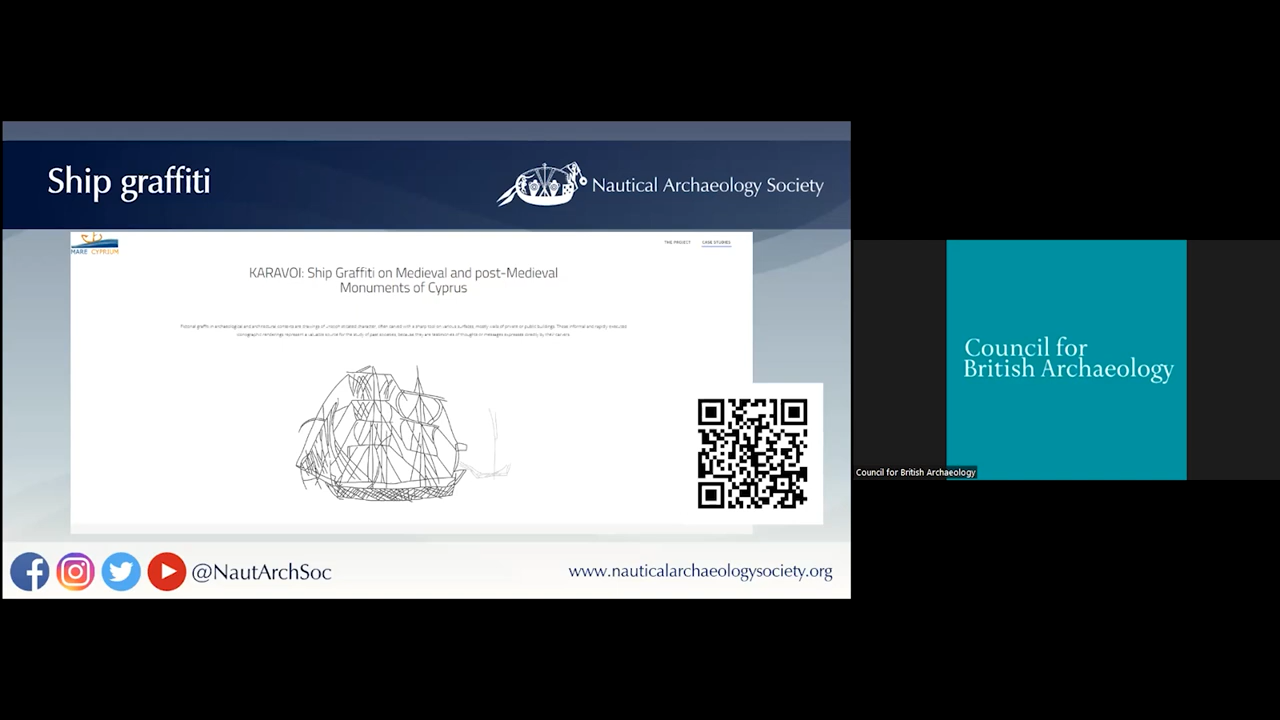 Ship graffiti
Nautical Archaeology Society
MARE CYPRIUM
THE PROJECT
CASE STUDIES
KARAVOI: Ship Graffiti on Medieval and post-Medieval
Monuments of Cyprus
@NautArchSoc
www.nauticalarchaeologysociety.org
Council for
British Archaeology
Council for British Archaeology